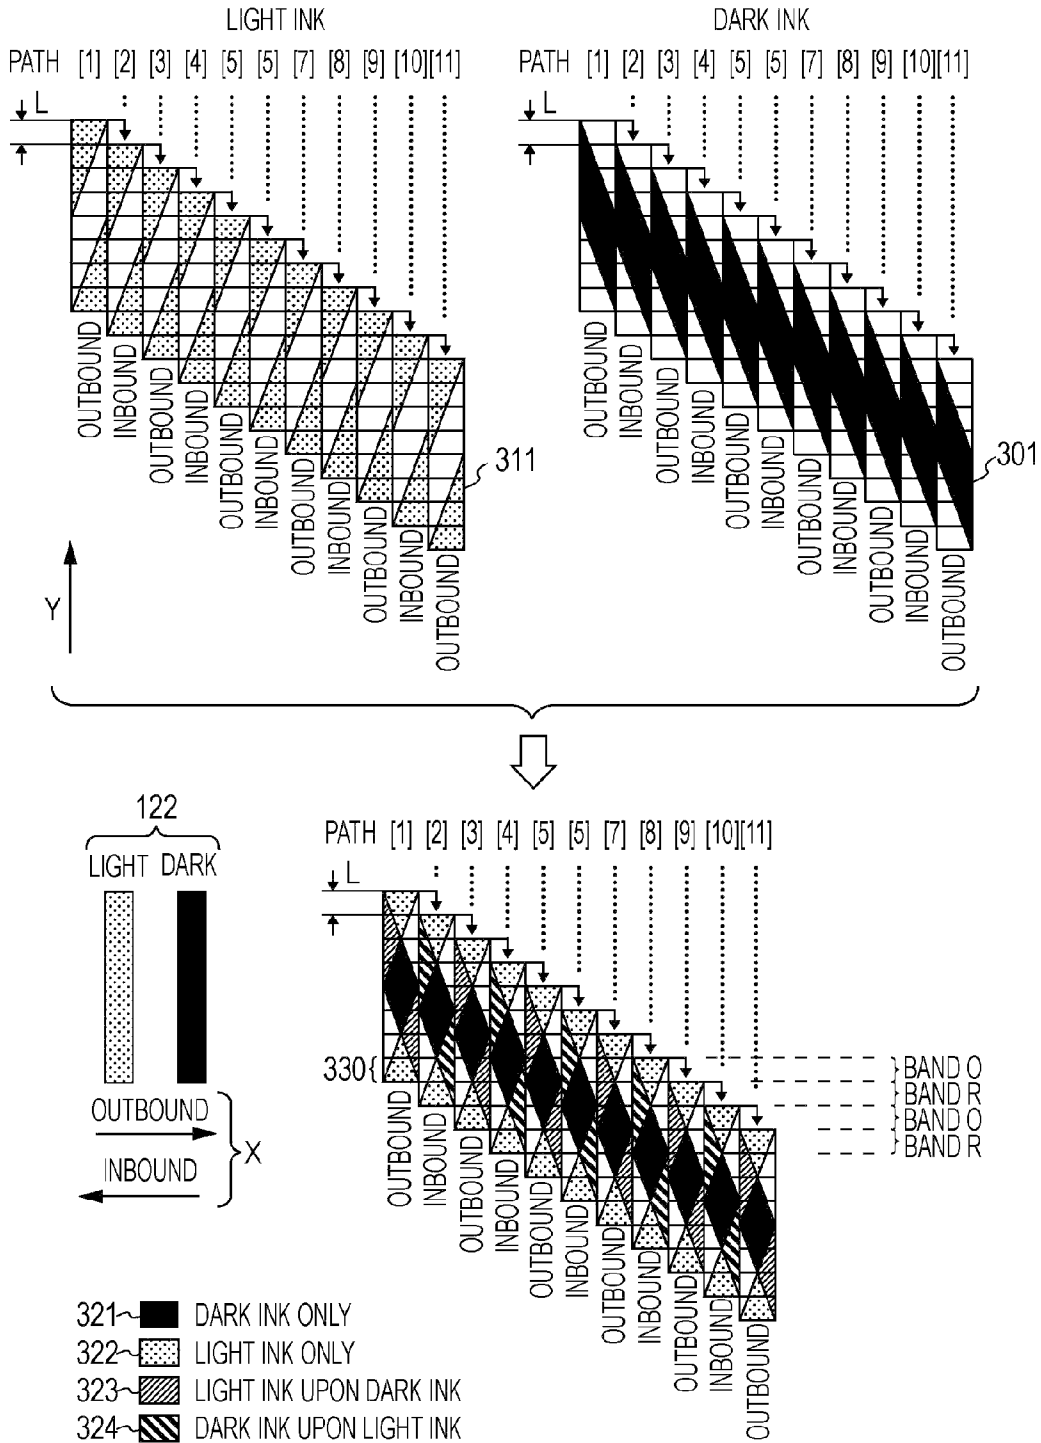 LIGHT INK
PATH [1] [2] [3] [4] [5] [5] [7] [8] [9] [10] [11]
L
OUTBOUND
INBOUND
OUTBOUND
INBOUND
OUTBOUND
INBOUND
OUTBOUND
INBOUND
OUTBOUND
INBOUND
OUTBOUND
311
DARK INK
PATH [1] [2] [3] [4] [5] [5] [7] [8] [9] [10] [11]
L
OUTBOUND
INBOUND
OUTBOUND
INBOUND
OUTBOUND
INBOUND
OUTBOUND
INBOUND
OUTBOUND
INBOUND
OUTBOUND
301
Y
122
LIGHT DARK
OUTBOUND
INBOUND
X
PATH [1] [2] [3] [4] [5] [5] [7] [8] [9] [10] [11]
L
330
OUTBOUND
INBOUND
OUTBOUND
INBOUND
OUTBOUND
INBOUND
OUTBOUND
INBOUND
OUTBOUND
INBOUND
OUTBOUND
BAND O
BAND R
BAND O
BAND R
321 DARK INK ONLY
322 LIGHT INK ONLY
323 LIGHT INK UPON DARK INK
324 DARK INK UPON LIGHT INK